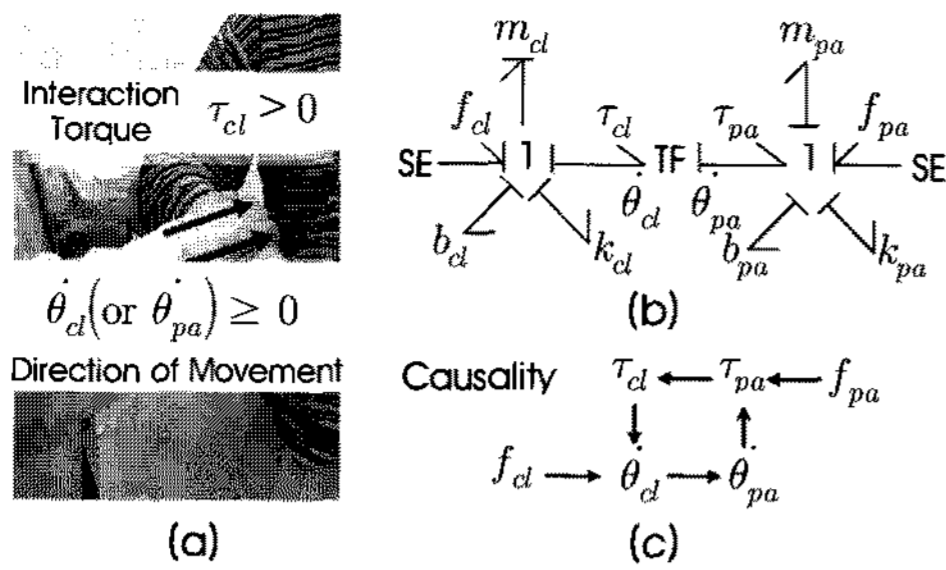 Interaction
Torque
τ_cl > 0
θ̇_cl(or θ̇_pa) ≥ 0
Direction of Movement
(a)
m_cl m_pa
f_cl τ_cl τ_pa f_pa
SE 1 TF 1 SE
θ̇_cl θ̇_pa
b_cl k_cl b_pa k_pa
(b)
Causality τ_cl τ_pa f_pa
f_cl θ̇_cl θ̇_pa
(c)